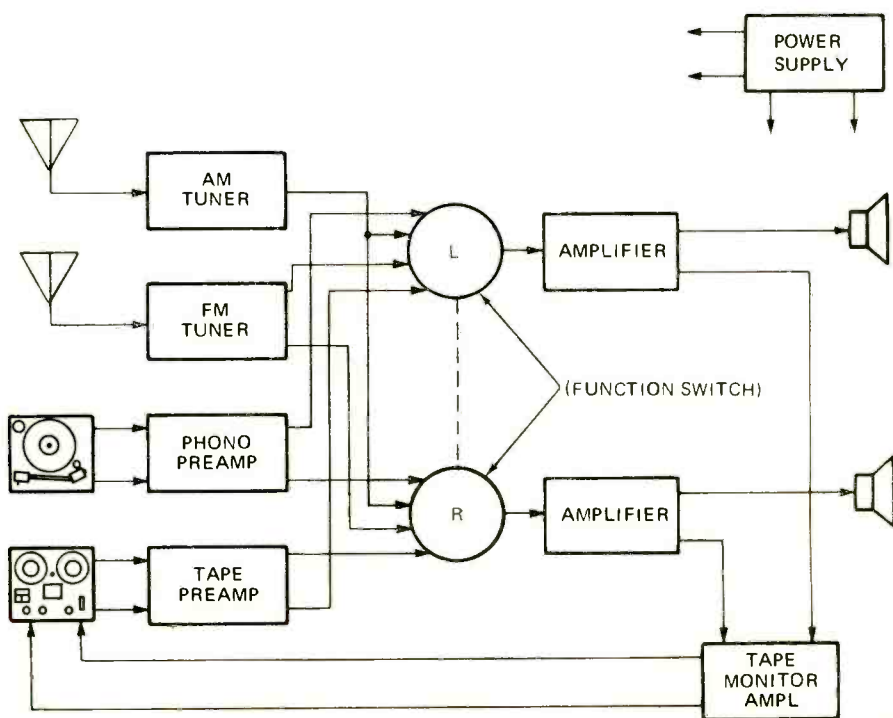 POWER
SUPPLY
AM
TUNER
L
AMPLIFIER
FM
TUNER
(FUNCTION SWITCH)
PHONO
PREAMP
R
AMPLIFIER
TAPE
PREAMP
TAPE
MONITOR
AMPL